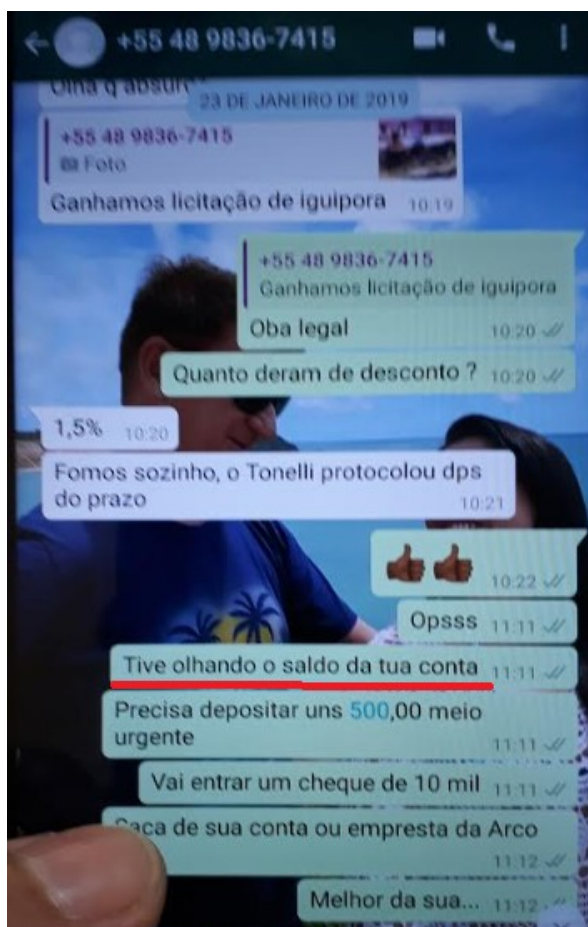 +55 48 9836-7415
Olha q absurdo
23 DE JANEIRO DE 2019
+55 48 9836-7415
Foto
Ganhamos licitação de iguipora 10:19
+55 48 9836-7415
Ganhamos licitação de iguipora
Oba legal 10:20
Quanto deram de desconto ? 10:20
1,5% 10:20
Fomos sozinho, o Tonelli protocolou dps
do prazo 10:21
10:22
Opsss 11:11
Tive olhando o saldo da tua conta 11:11
Precisa depositar uns 500,00 meio
urgente 11:11
Vai entrar um cheque de 10 mil 11:11
Saca de sua conta ou empresta da Arco
11:12
Melhor da sua... 11:12